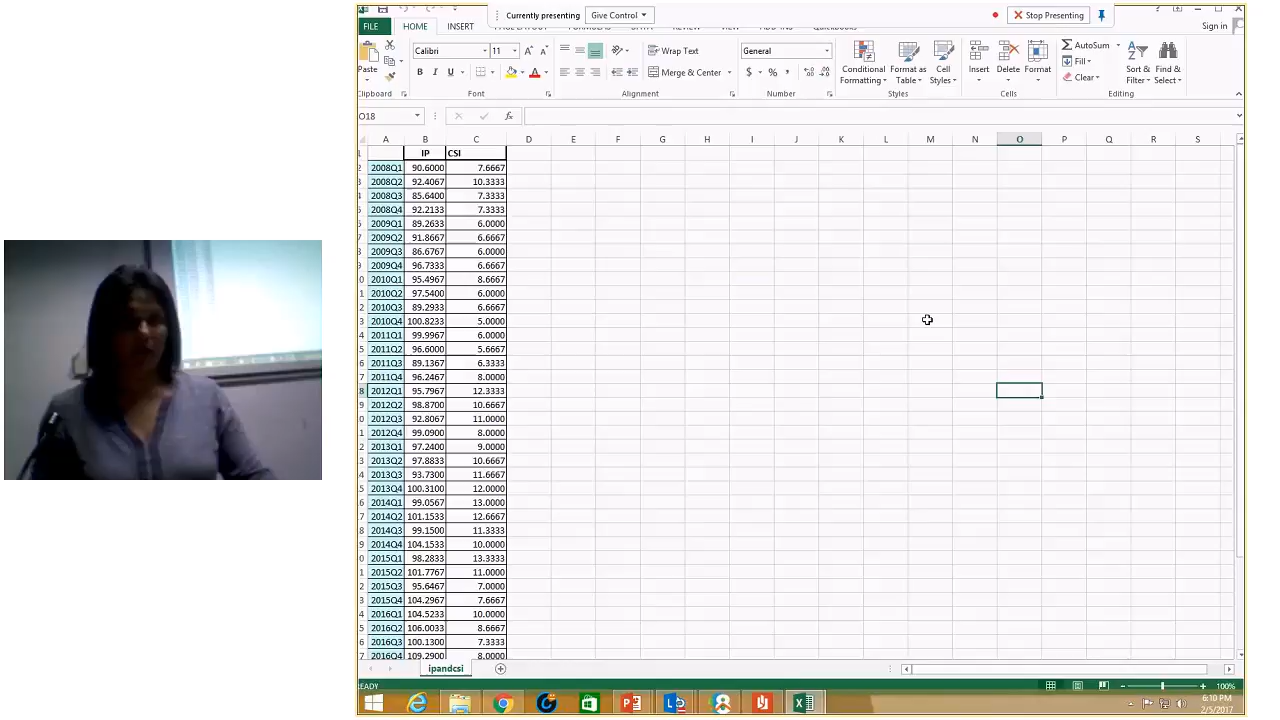 Currently presenting Give Control Stop Presenting
Sign in
FILE HOME INSERT
Calibri 11 Wrap Text General AutoSum
Paste B I U Merge & Center $ % Conditional Formatting Format as Table Cell Styles Insert Delete Format Fill Clear Sort & Filter Find & Select
Clipboard Font Alignment Number Styles Cells Editing
O18 fx
A B C D E F G H I J K L M N O P Q R S
IP CSI
2008Q1 90.6000 7.6667
2008Q2 92.4067 10.3333
2008Q3 85.6400 7.3333
2008Q4 92.2133 7.3333
2009Q1 89.2633 6.0000
2009Q2 91.8667 6.6667
2009Q3 86.6767 6.0000
2009Q4 96.7333 6.6667
2010Q1 95.4967 8.6667
2010Q2 97.5400 6.0000
2010Q3 89.2933 6.6667
2010Q4 100.8233 5.0000
2011Q1 99.9967 6.0000
2011Q2 96.6000 5.6667
2011Q3 89.1367 6.3333
2011Q4 96.2467 8.0000
2012Q1 95.7967 12.3333
2012Q2 98.8700 10.6667
2012Q3 92.8067 11.0000
2012Q4 99.0900 8.0000
2013Q1 97.2400 9.0000
2013Q2 97.8833 10.6667
2013Q3 93.7300 11.6667
2013Q4 100.3100 12.0000
2014Q1 99.0567 13.0000
2014Q2 101.1533 12.6667
2014Q3 99.1500 11.3333
2014Q4 104.1533 10.0000
2015Q1 98.2833 13.3333
2015Q2 101.7767 11.0000
2015Q3 95.6467 7.0000
2015Q4 104.2967 7.6667
2016Q1 104.5233 10.0000
2016Q2 106.0033 8.6667
2016Q3 100.1300 7.3333
2016Q4 109.2900 8.0000
ipandcsi
READY 100%
6:10 PM
2/5/2017